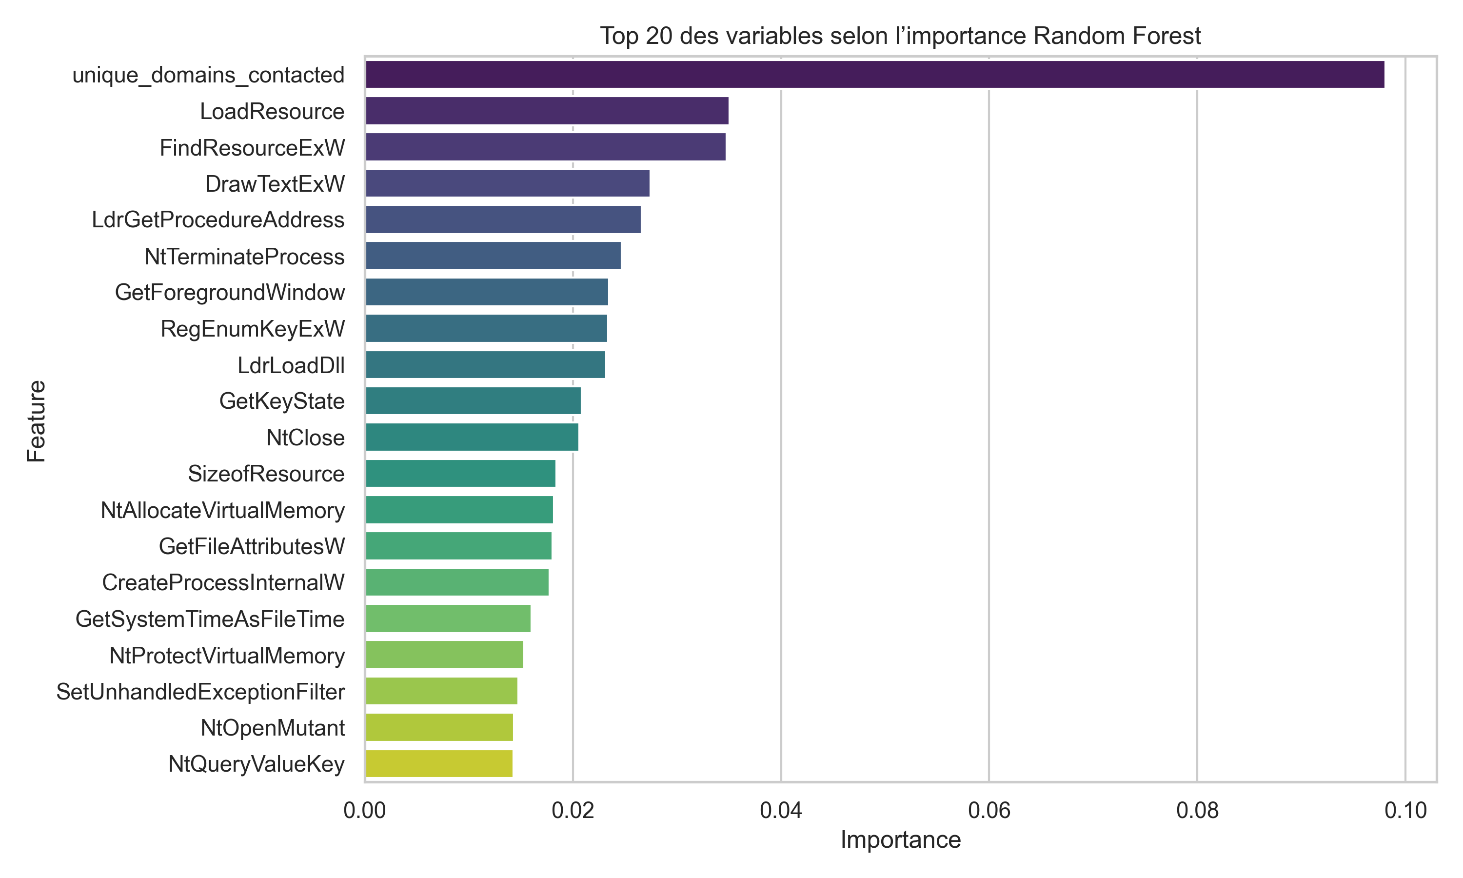 Top 20 des variables selon l’importance Random Forest
unique_domains_contacted
LoadResource
FindResourceExW
DrawTextExW
LdrGetProcedureAddress
NtTerminateProcess
GetForegroundWindow
RegEnumKeyExW
LdrLoadDll
GetKeyState
NtClose
SizeofResource
NtAllocateVirtualMemory
GetFileAttributesW
CreateProcessInternalW
GetSystemTimeAsFileTime
NtProtectVirtualMemory
SetUnhandledExceptionFilter
NtOpenMutant
NtQueryValueKey
Feature
0.00 0.02 0.04 0.06 0.08 0.10
Importance